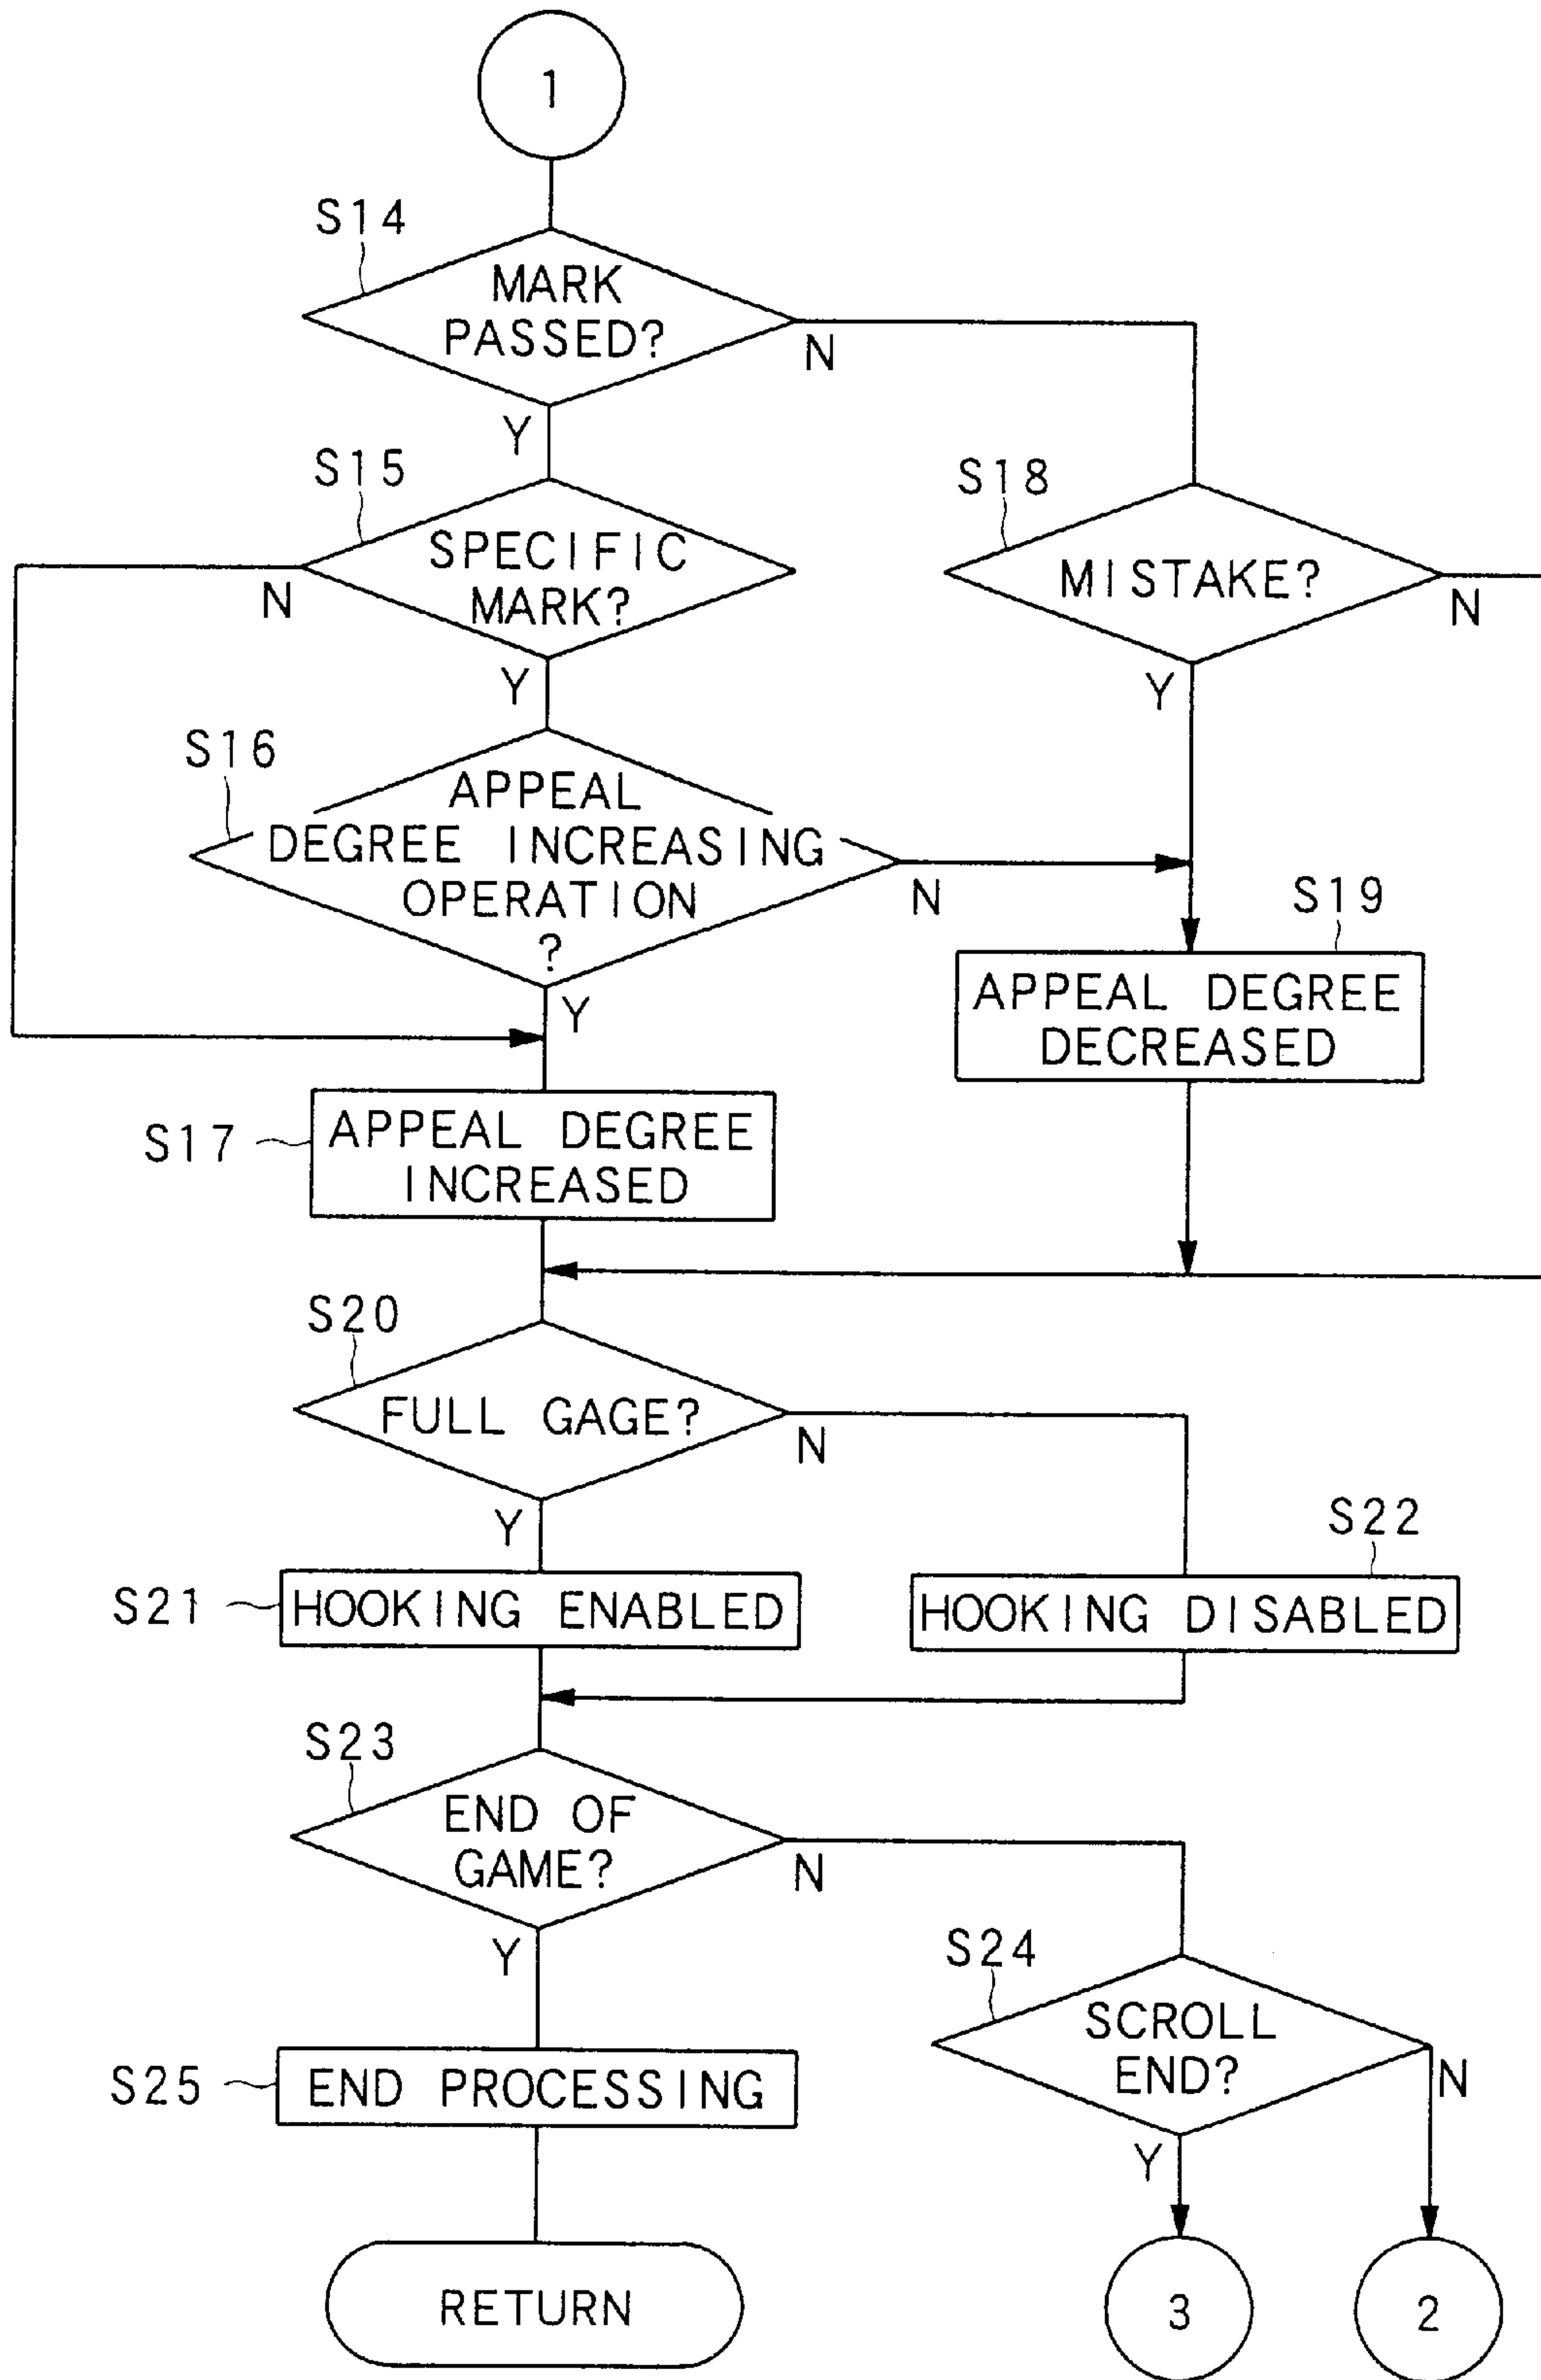 1
S14
MARK
PASSED?
N
Y
S15
SPECIFIC
MARK?
N
Y
S18
MISTAKE?
N
Y
S16
APPEAL
DEGREE INCREASING
OPERATION
?
N
Y
S19
APPEAL DEGREE
DECREASED
S17
APPEAL DEGREE
INCREASED
S20
FULL GAGE?
N
Y
S21
HOOKING ENABLED
S22
HOOKING DISABLED
S23
END OF
GAME?
N
Y
S24
SCROLL
END?
N
Y
S25
END PROCESSING
RETURN
3
2